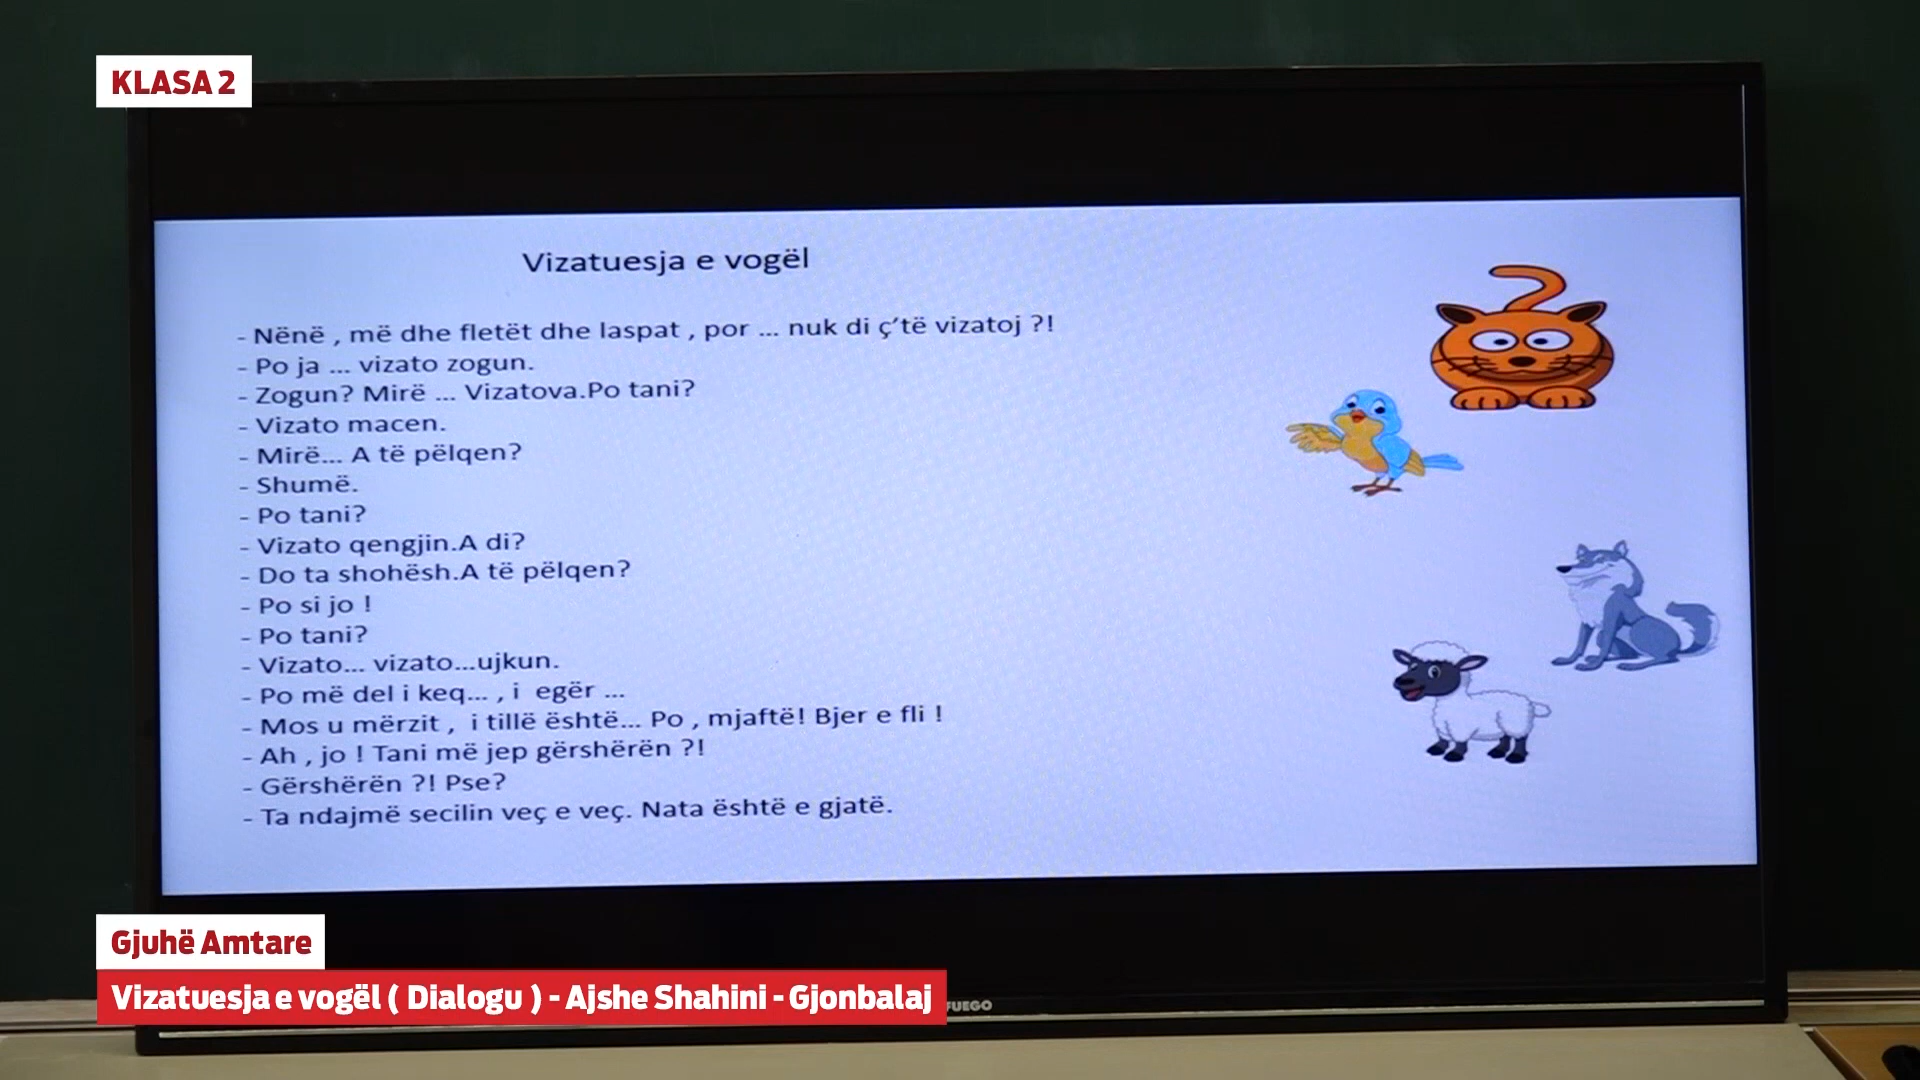 KLASA 2
Vizatuesja e vogël
- Nënë , më dhe fletët dhe laspat , por ... nuk di ç'të vizatoj ?!
- Po ja ... vizato zogun.
- Zogun? Mirë ... Vizatova.Po tani?
- Vizato macen.
- Mirë... A të pëlqen?
- Shumë.
- Po tani?
- Vizato qengjin.A di?
- Do ta shohësh.A të pëlqen?
- Po si jo !
- Po tani?
- Vizato... vizato...ujkun.
- Po më del i keq... , i egër ...
- Mos u mërzit , i tillë është... Po , mjaftë! Bjer e fli !
- Ah , jo ! Tani më jep gërshërën ?!
- Gërshërën ?! Pse?
- Ta ndajmë secilin veç e veç. Nata është e gjatë.
Gjuhë Amtare
Vizatuesja e vogël ( Dialogu ) - Ajshe Shahini - Gjonbalaj
FUEGO